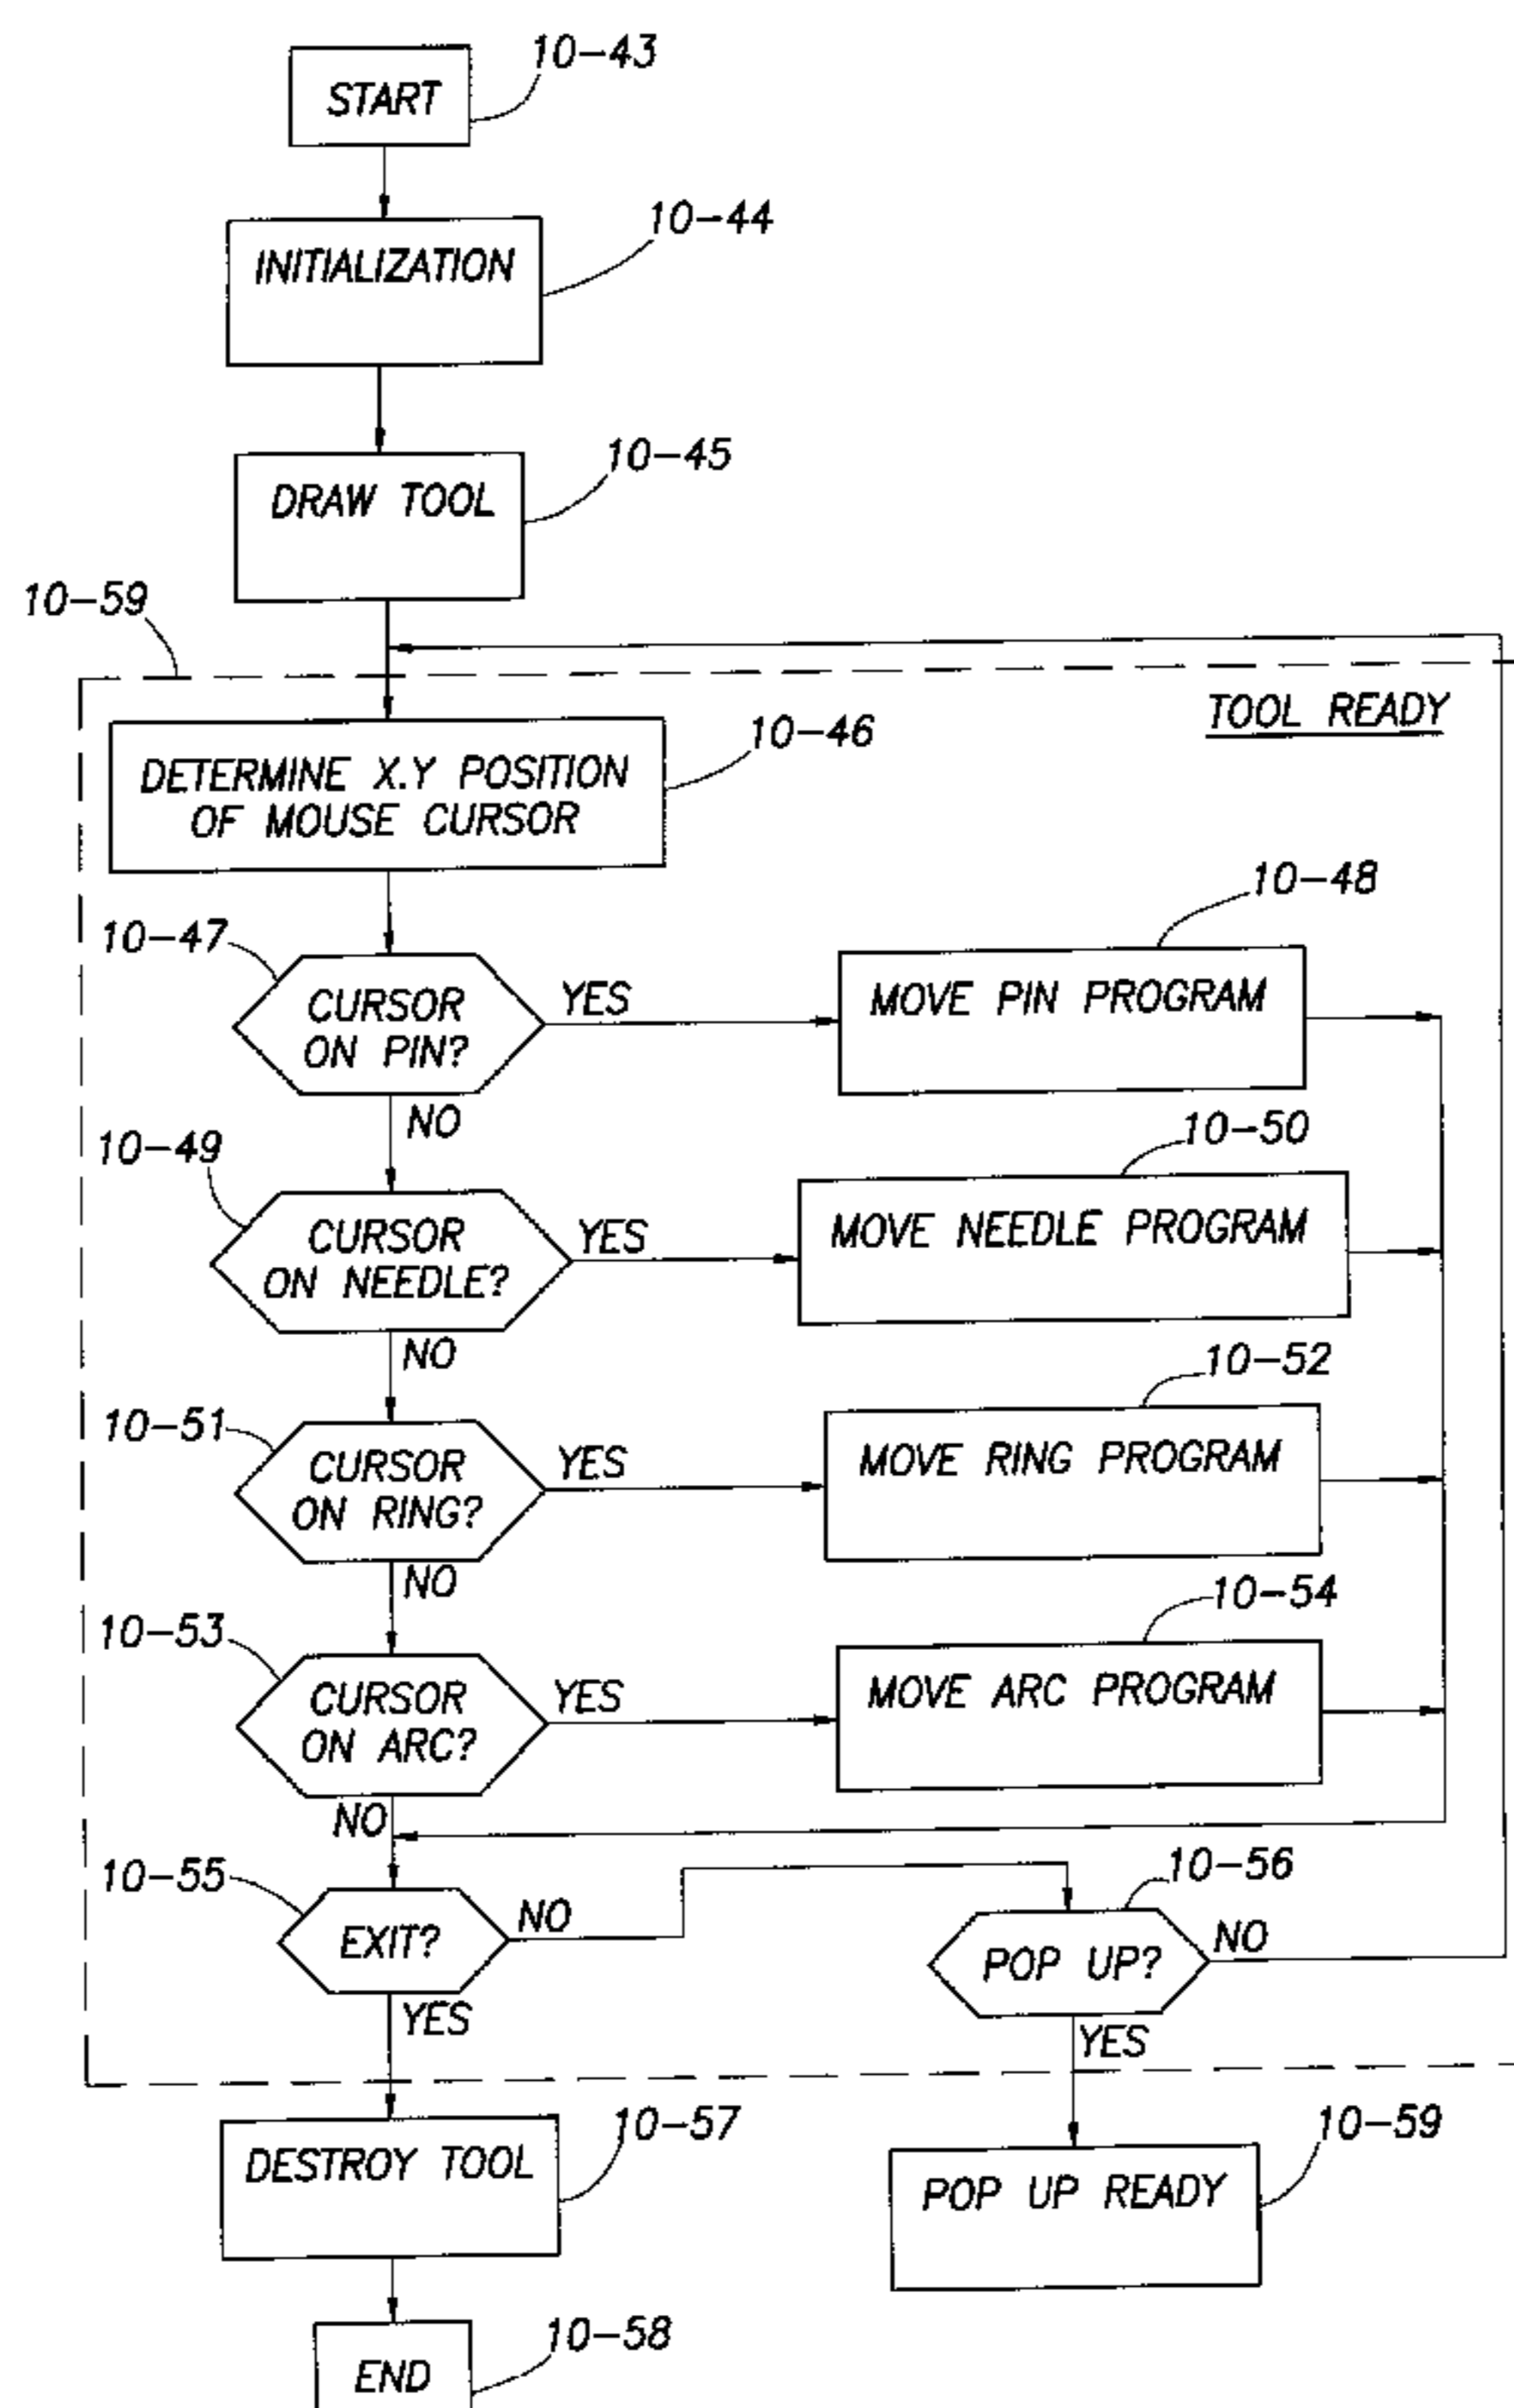 10-43
START
10-44
INITIALIZATION
10-45
DRAW TOOL
10-59
TOOL READY
10-46
DETERMINE X.Y POSITION
OF MOUSE CURSOR
10-48
10-47
CURSOR
ON PIN?
YES
MOVE PIN PROGRAM
NO
10-50
10-49
CURSOR
ON NEEDLE?
YES
MOVE NEEDLE PROGRAM
NO
10-52
10-51
CURSOR
ON RING?
YES
MOVE RING PROGRAM
NO
10-54
10-53
CURSOR
ON ARC?
YES
MOVE ARC PROGRAM
NO
10-55
EXIT?
NO
10-56
POP UP?
NO
YES
YES
10-57
DESTROY TOOL
10-59
POP UP READY
10-58
END